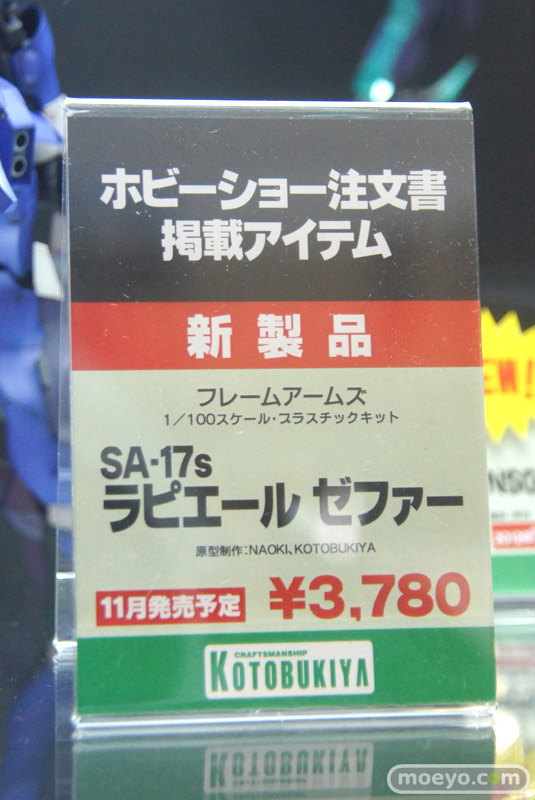 ホビーショー注文書
掲載アイテム
新製品
フレームアームズ
1/100スケール・プラスチックキット
SA-17s
ラピエール ゼファー
原型制作:NAOKI、KOTOBUKIYA
11月発売予定 ¥3,780
CRAFTSMANSHIP
KOTOBUKIYA
moeyo.com